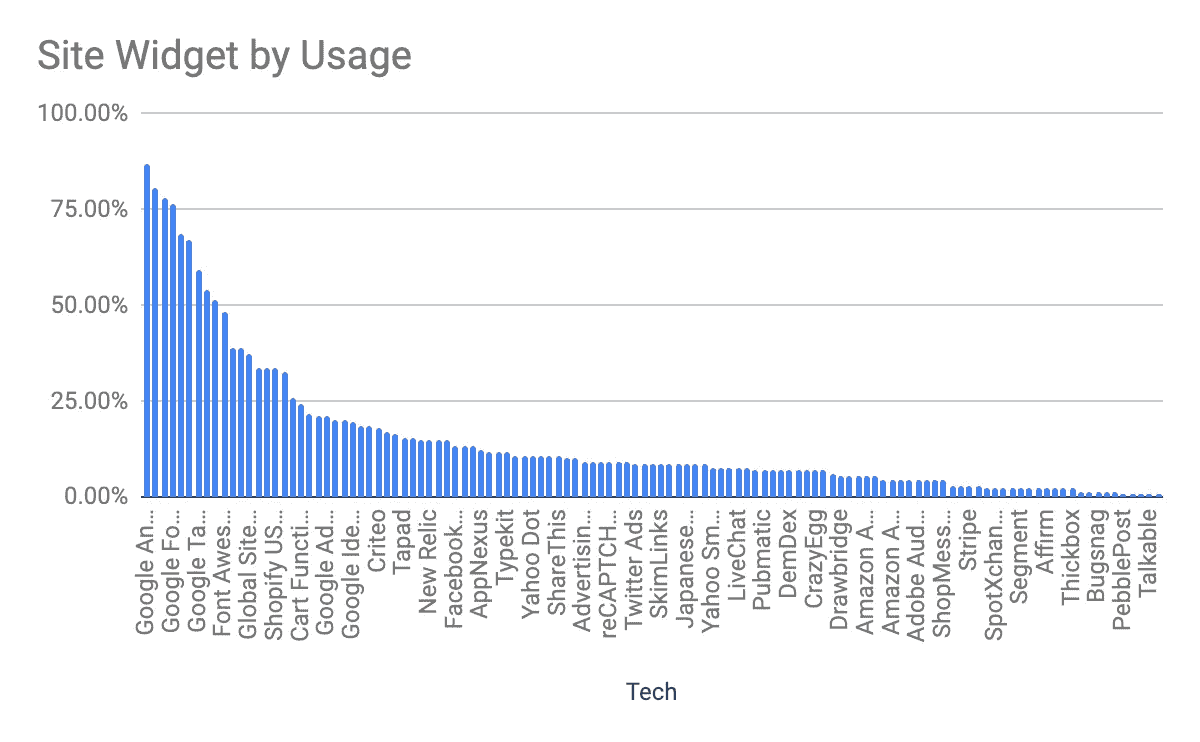 Site Widget by Usage
100.00%
75.00%
50.00%
25.00%
0.00%
Google An...
Google Fo...
Google Ta...
Font Awes...
Global Site...
Shopify US...
Cart Functi...
Google Ad...
Google Ide...
Criteo
Tapad
New Relic
Facebook...
AppNexus
Typekit
Yahoo Dot
ShareThis
Advertisin...
reCAPTCH...
Twitter Ads
SkimLinks
Japanese...
Yahoo Sm...
LiveChat
Pubmatic
DemDex
CrazyEgg
Drawbridge
Amazon A...
Amazon A...
Adobe Aud...
ShopMess...
Stripe
SpotXchan...
Segment
Affirm
Thickbox
Bugsnag
PebblePost
Talkable
Tech